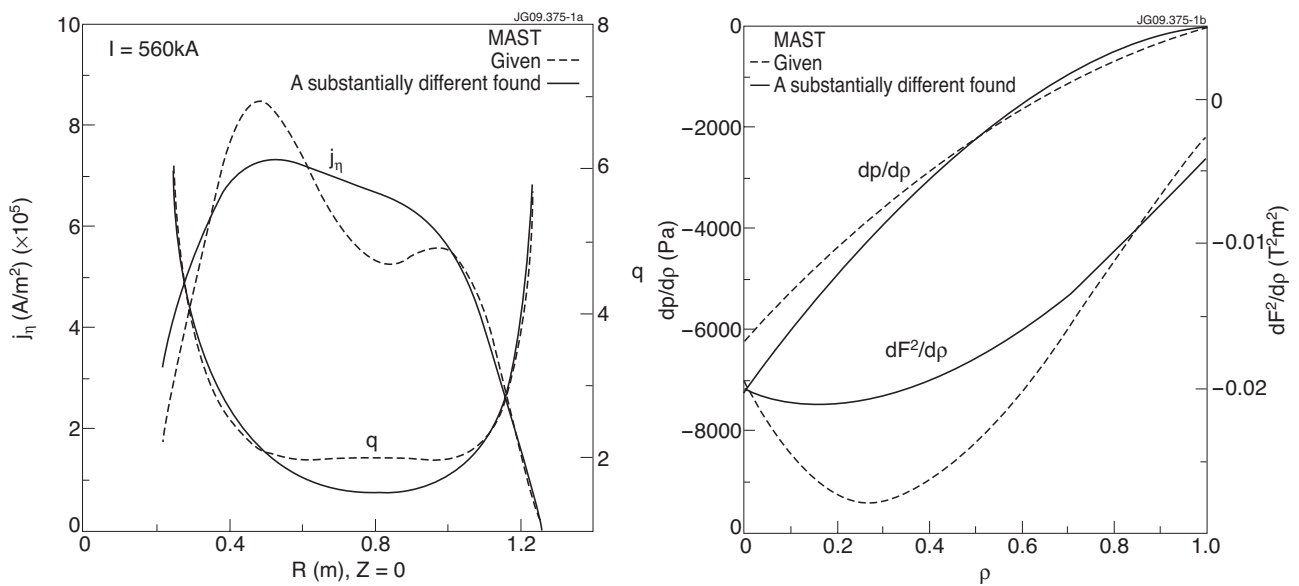 JG09.375-1a
I = 560kA
MAST
Given
A substantially different found
10
8
6
4
2
0
j_η (A/m²) (×10⁵)
j_η
q
8
6
4
2
q
0
0.4
0.8
1.2
R (m), Z = 0
JG09.375-1b
MAST
Given
A substantially different found
0
−2000
−4000
−6000
−8000
0
dp/dρ (Pa)
dp/dρ
dF²/dρ
0
−0.01
−0.02
dF²/dρ (T²m²)
0
0.2
0.4
0.6
0.8
1.0
ρ